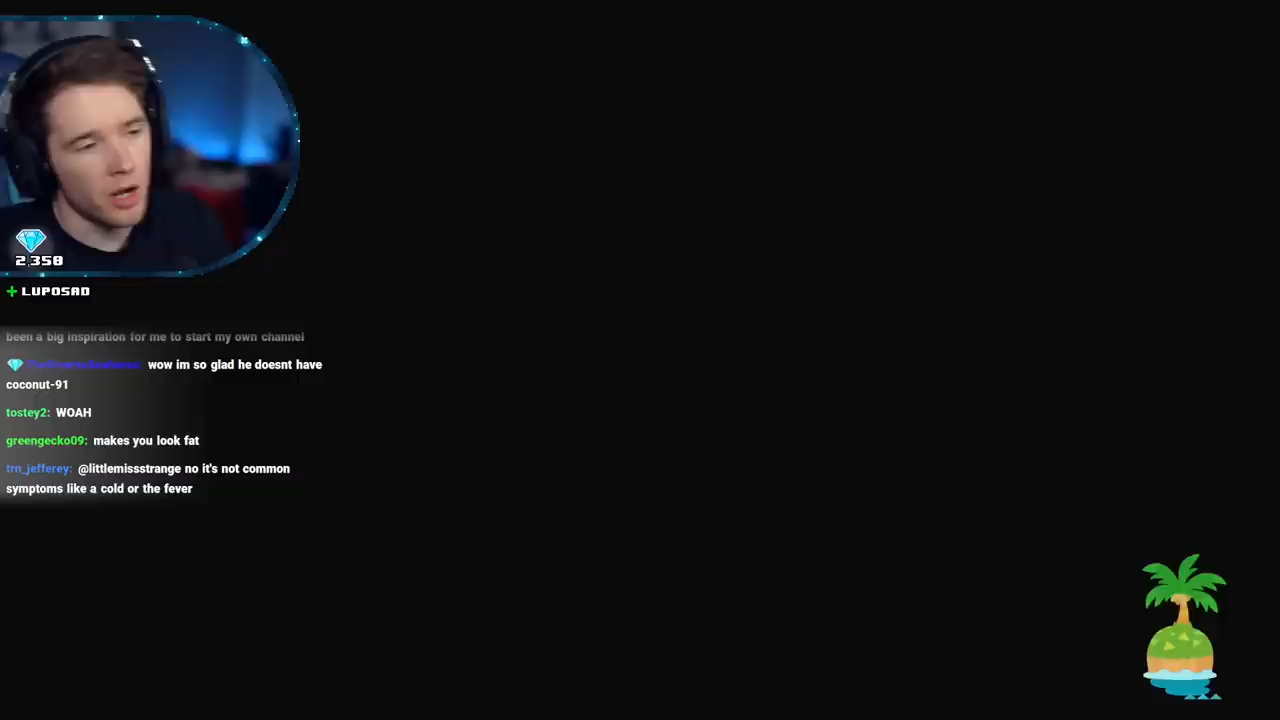 2,358
+ LUPOSAD
been a big inspiration for me to start my own channel
wow im so glad he doesnt have
coconut-91
tostey2: WOAH
greengecko09: makes you look fat
trn_jefferey: @littlemissstrange no it's not common
symptoms like a cold or the fever